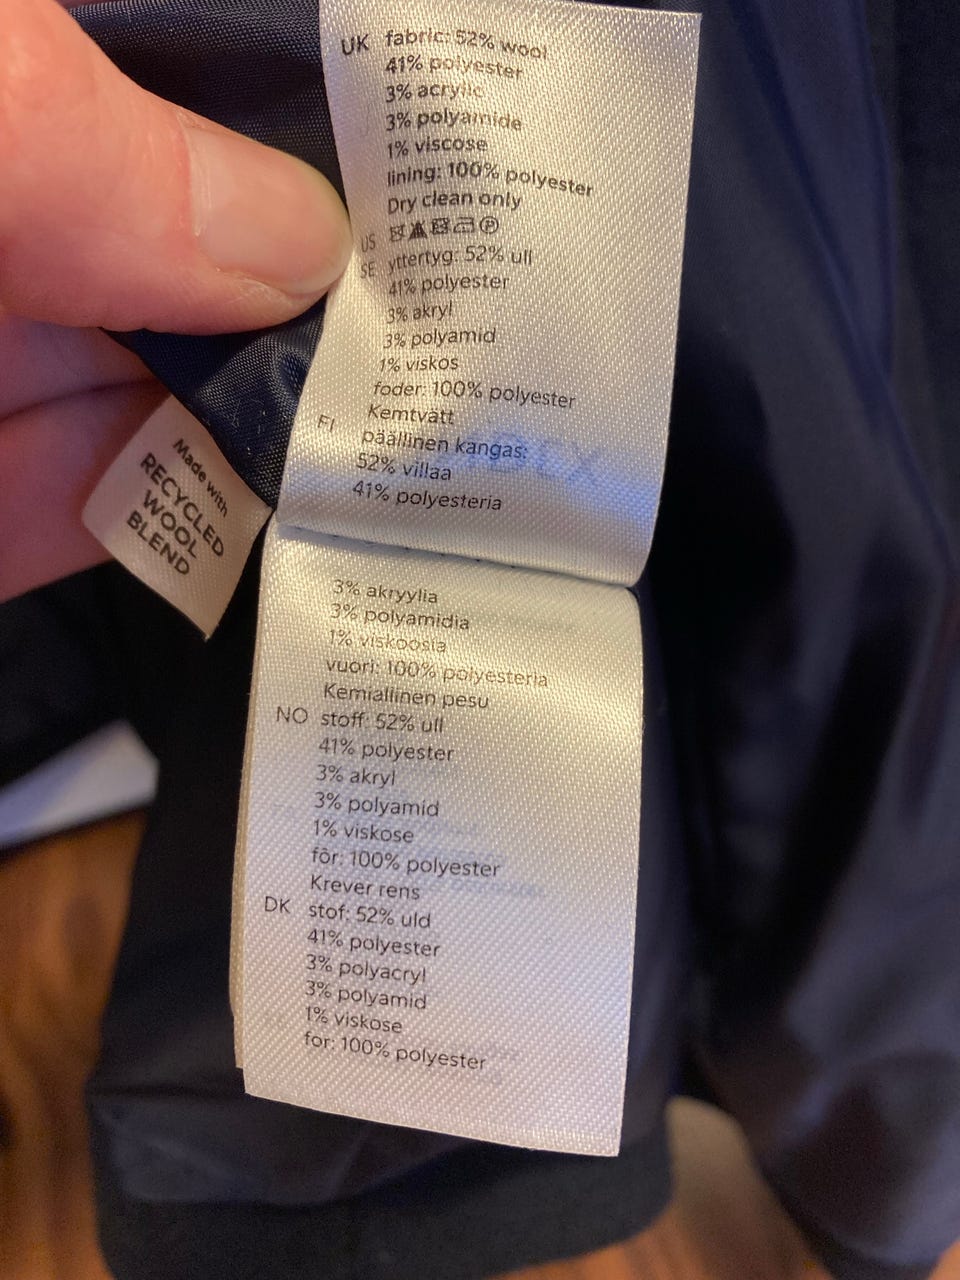 UK fabric: 52% wool
41% polyester
3% acrylic
3% polyamide
1% viscose
lining: 100% polyester
Dry clean only
US
SE yttertyg: 52% ull
41% polyester
3% akryl
3% polyamid
1% viskos
foder: 100% polyester
Kemtvätt
FI päällinen kangas:
52% villaa
41% polyesteria
Made with
RECYCLED
WOOL
BLEND
3% akryylia
3% polyamidia
1% viskoosia
vuori: 100% polyesteria
Kemiallinen pesu
NO stoff: 52% ull
41% polyester
3% akryl
3% polyamid
1% viskose
fôr: 100% polyester
Krever rens
DK stof: 52% uld
41% polyester
3% polyacryl
3% polyamid
1% viskose
for: 100% polyester